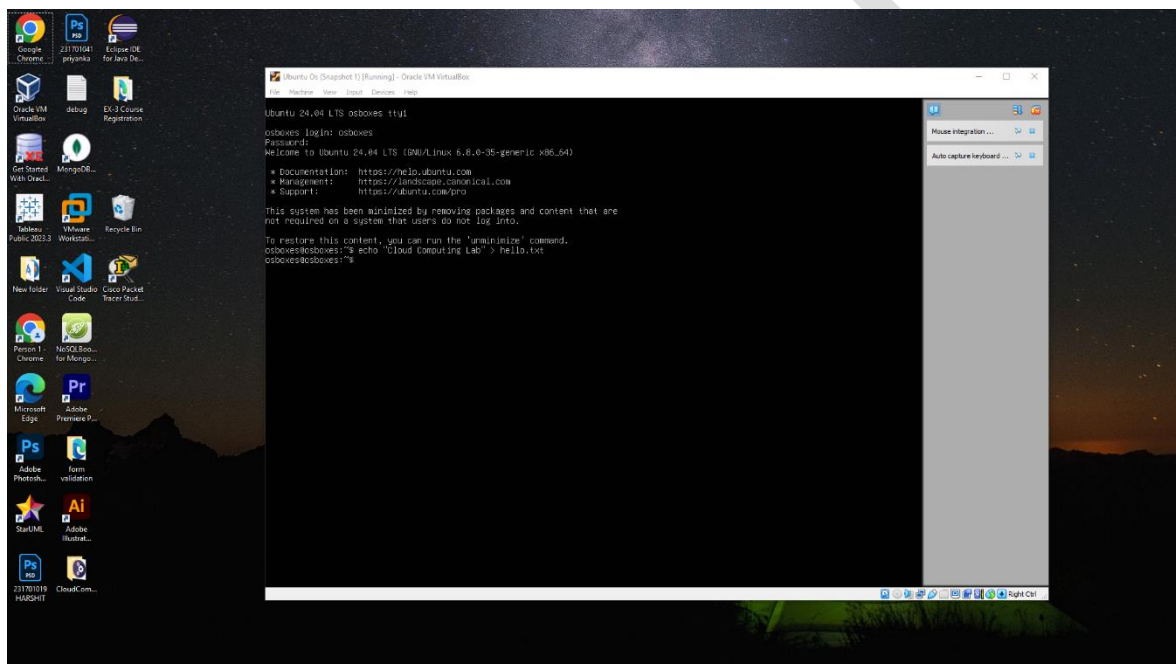 Google
Chrome
Ps
PSD
231701041
priyanka
Eclipse IDE
for Java De...
Oracle VM
VirtualBox
debug
EX-3 Course
Registration
XE
Get Started
With Oracl...
MongoDB...
Tableau
Public 2023.3
VMware
Workstati...
Recycle Bin
New folder
Visual Studio
Code
Cisco Packet
Tracer Stud...
Person 1 -
Chrome
NoSQLBoo...
for Mongo...
Microsoft
Edge
Pr
Adobe
Premiere P...
Ps
Adobe
Photosh...
form
validation
StarUML
Ai
Adobe
Illustrat...
Ps
PSD
231701019
HARSHIT
CloudCom...
Ubuntu Os (Snapshot 1) [Running] - Oracle VM VirtualBox
File Machine View Input Devices Help
Ubuntu 24.04 LTS osboxes tty1
osboxes login: osboxes
Password:
Welcome to Ubuntu 24.04 LTS (GNU/Linux 6.8.0-35-generic x86_64)
* Documentation: https://help.ubuntu.com
* Management: https://landscape.canonical.com
* Support: https://ubuntu.com/pro
This system has been minimized by removing packages and content that are
not required on a system that users do not log into.
To restore this content, you can run the 'unminimize' command.
osboxes@osboxes:~$ echo "Cloud Computing Lab" > hello.txt
osboxes@osboxes:~$
Mouse integration ...
Auto capture keyboard ...
Right Ctrl